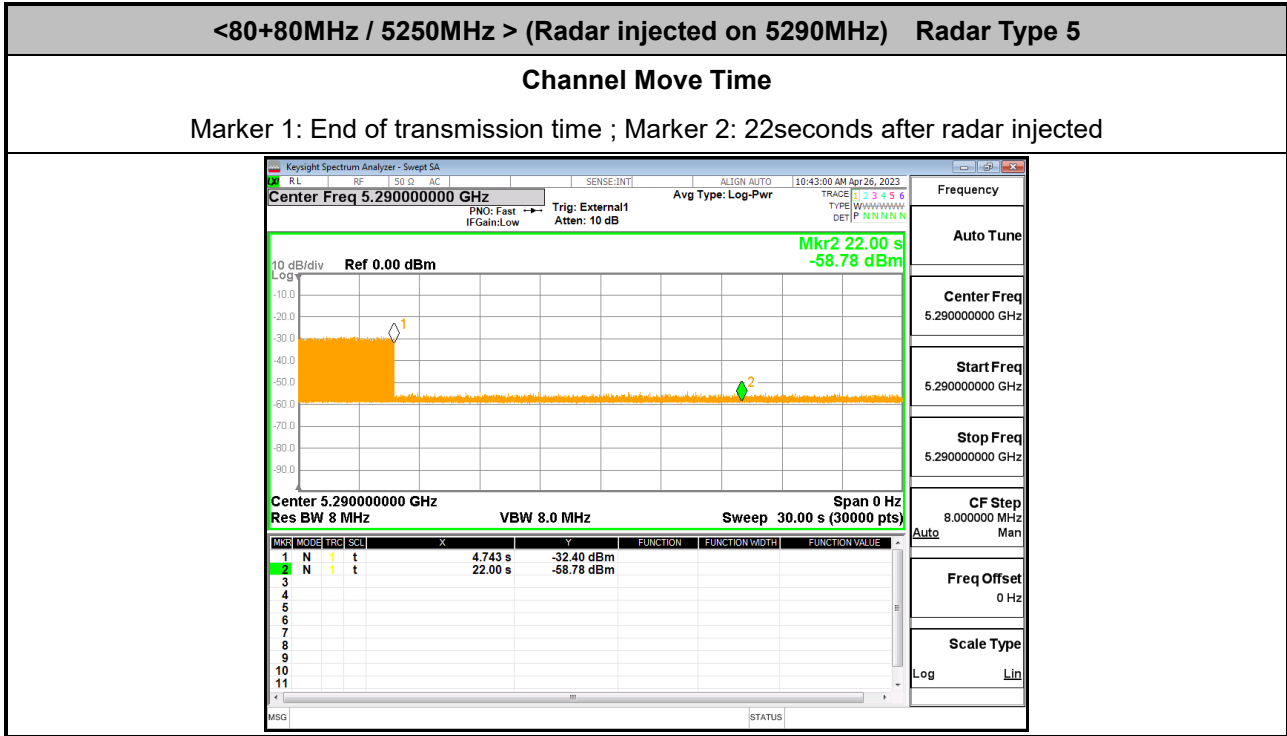 <80+80MHz / 5250MHz > (Radar injected on 5290MHz) Radar Type 5
Channel Move Time
Marker 1: End of transmission time ; Marker 2: 22seconds after radar injected
Keysight Spectrum Analyzer - Swept SA
LXI RL RF 50 Ω AC SENSE:INT ALIGN AUTO 10:43:00 AM Apr 26, 2023
Center Freq 5.290000000 GHz
PNO: Fast
IFGain:Low
Trig: External1
Atten: 10 dB
Avg Type: Log-Pwr
TRACE 1 2 3 4 5 6
TYPE WWWWWW
DET P NNNNN
Mkr2 22.00 s
-58.78 dBm
10 dB/div Ref 0.00 dBm
Log
-10.0
-20.0
-30.0
-40.0
-50.0
-60.0
-70.0
-80.0
-90.0
1
2
Center 5.290000000 GHz Span 0 Hz
Res BW 8 MHz VBW 8.0 MHz Sweep 30.00 s (30000 pts)
MKR MODE TRC SCL X Y FUNCTION FUNCTION WIDTH FUNCTION VALUE
1 N 1 t 4.743 s -32.40 dBm
2 N 1 t 22.00 s -58.78 dBm
3
4
5
6
7
8
9
10
11
MSG STATUS
Frequency
Auto Tune
Center Freq
5.290000000 GHz
Start Freq
5.290000000 GHz
Stop Freq
5.290000000 GHz
CF Step
8.000000 MHz
Auto Man
Freq Offset
0 Hz
Scale Type
Log Lin